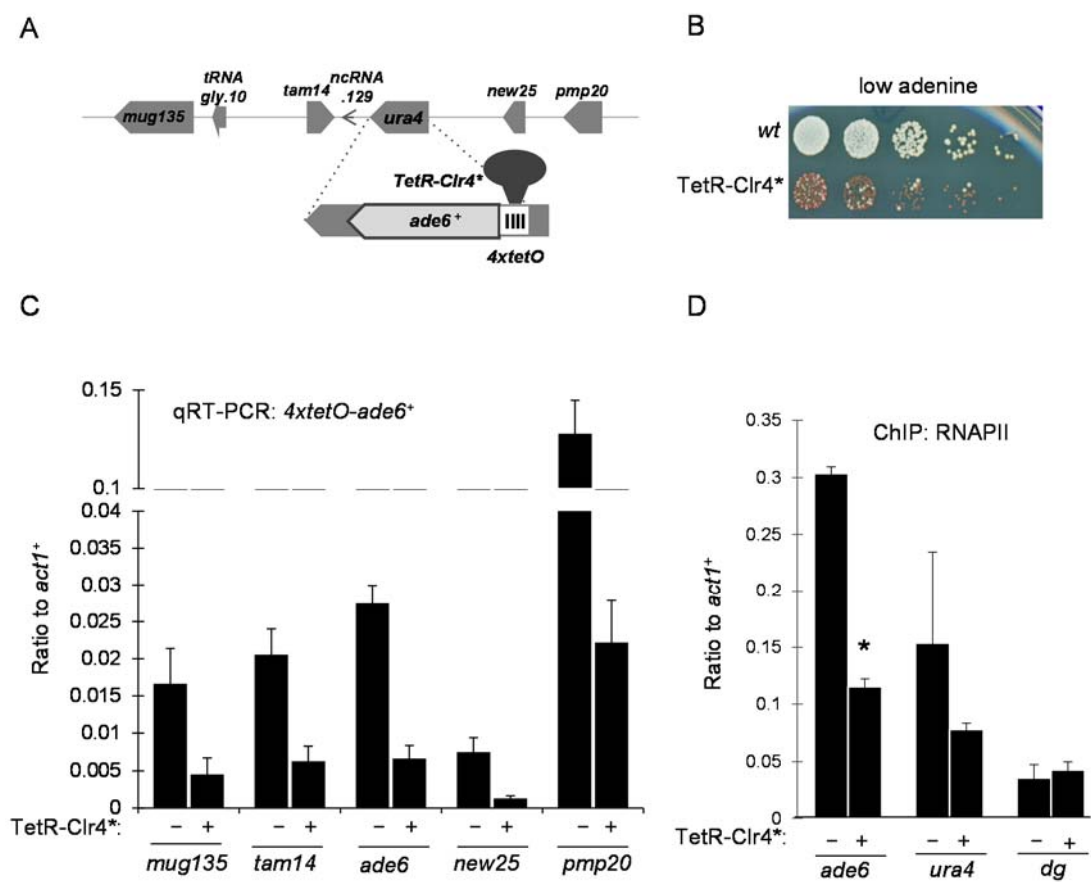 A
tRNA
gly.10
tam14
ncRNA
.129
new25
pmp20
mug135
ura4
TetR-Clr4*
ade6+
4xtetO
B
low adenine
wt
TetR-Clr4*
C
qRT-PCR: 4xtetO-ade6+
Ratio to act1+
0.15
0.1
0.04
0.035
0.03
0.025
0.02
0.015
0.01
0.005
0
TetR-Clr4*: – + – + – + – + – +
mug135 tam14 ade6 new25 pmp20
D
ChIP: RNAPII
Ratio to act1+
0.35
0.3
0.25
0.2
0.15
*
0.1
0.05
0
TetR-Clr4*: – + – + – +
ade6 ura4 dg